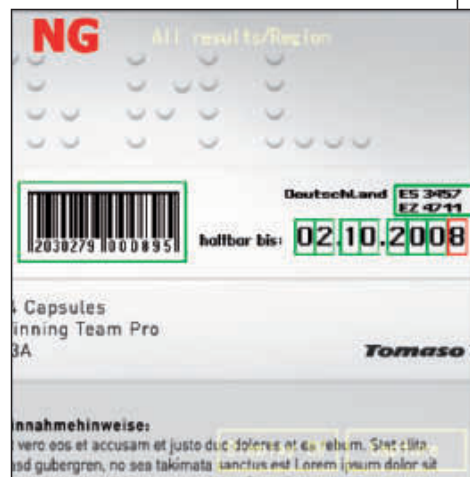 NG
All results/Region
2030279 000895
Deutschland
ES 3457
EZ 4711
haltbar bis:
02.10.2008
Capsules
inning Team Pro
3A
Tomaso
innahmehinweise:
vero eos et accusam et justo duo dolores et ea rebum. Stet clita
asd gubergren, no sea takimata sanctus est Lorem ipsum dolor sit